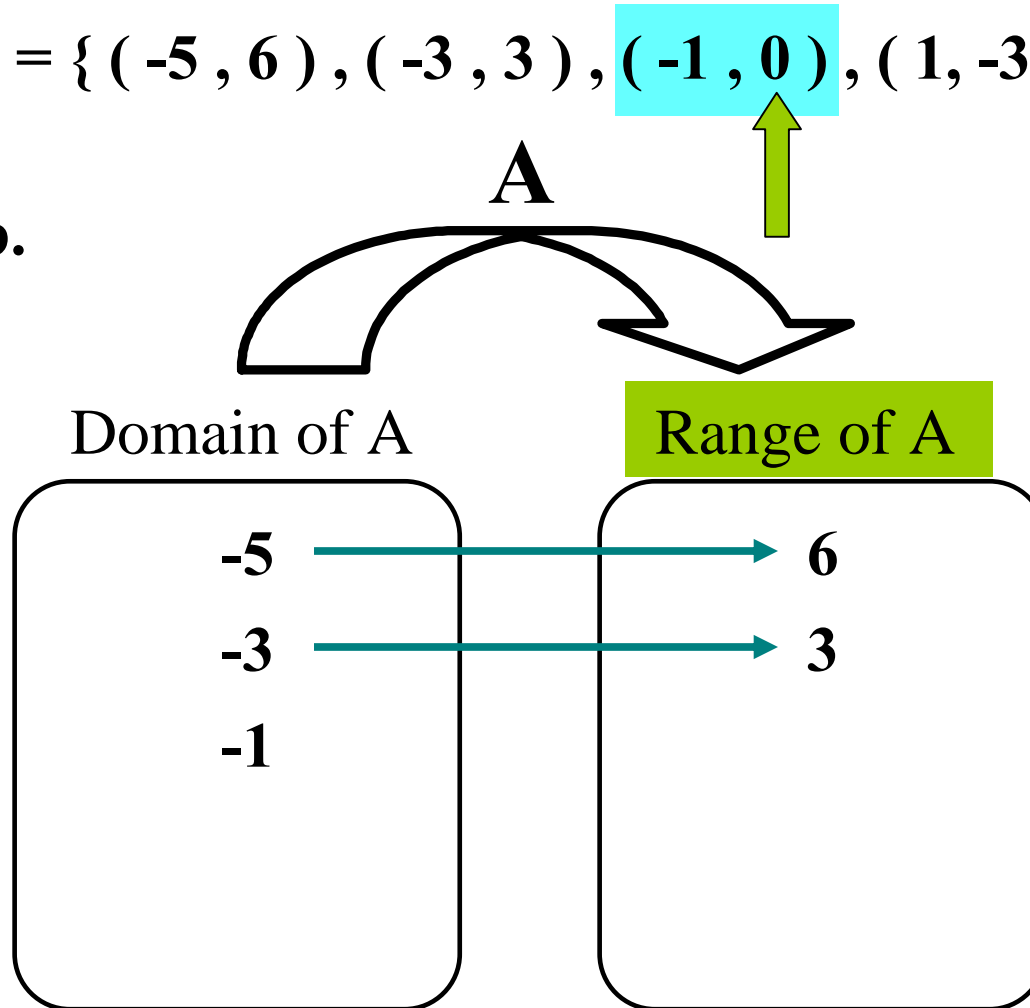 = { ( -5 , 6 ) , ( -3 , 3 ) , ( -1 , 0 ) , ( 1, -3
A
.
Domain of A
Range of A
-5
6
-3
3
-1